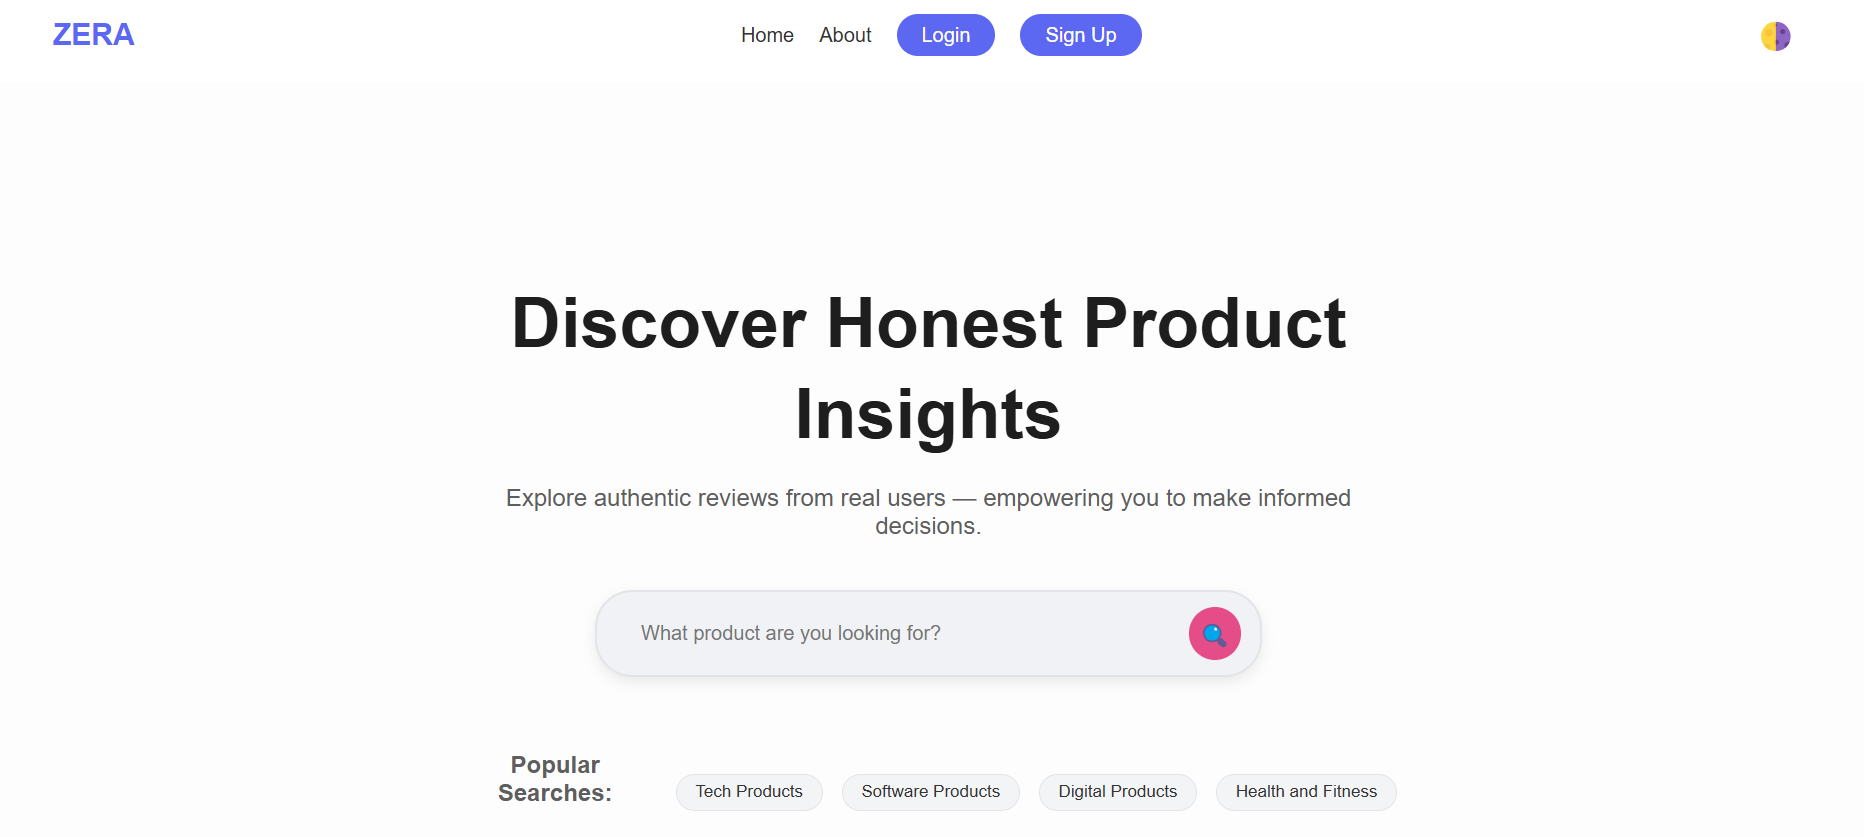 ZERA
Home
About
Login
Sign Up
Discover Honest Product
Insights
Explore authentic reviews from real users — empowering you to make informed
decisions.
What product are you looking for?
Popular
Searches:
Tech Products
Software Products
Digital Products
Health and Fitness